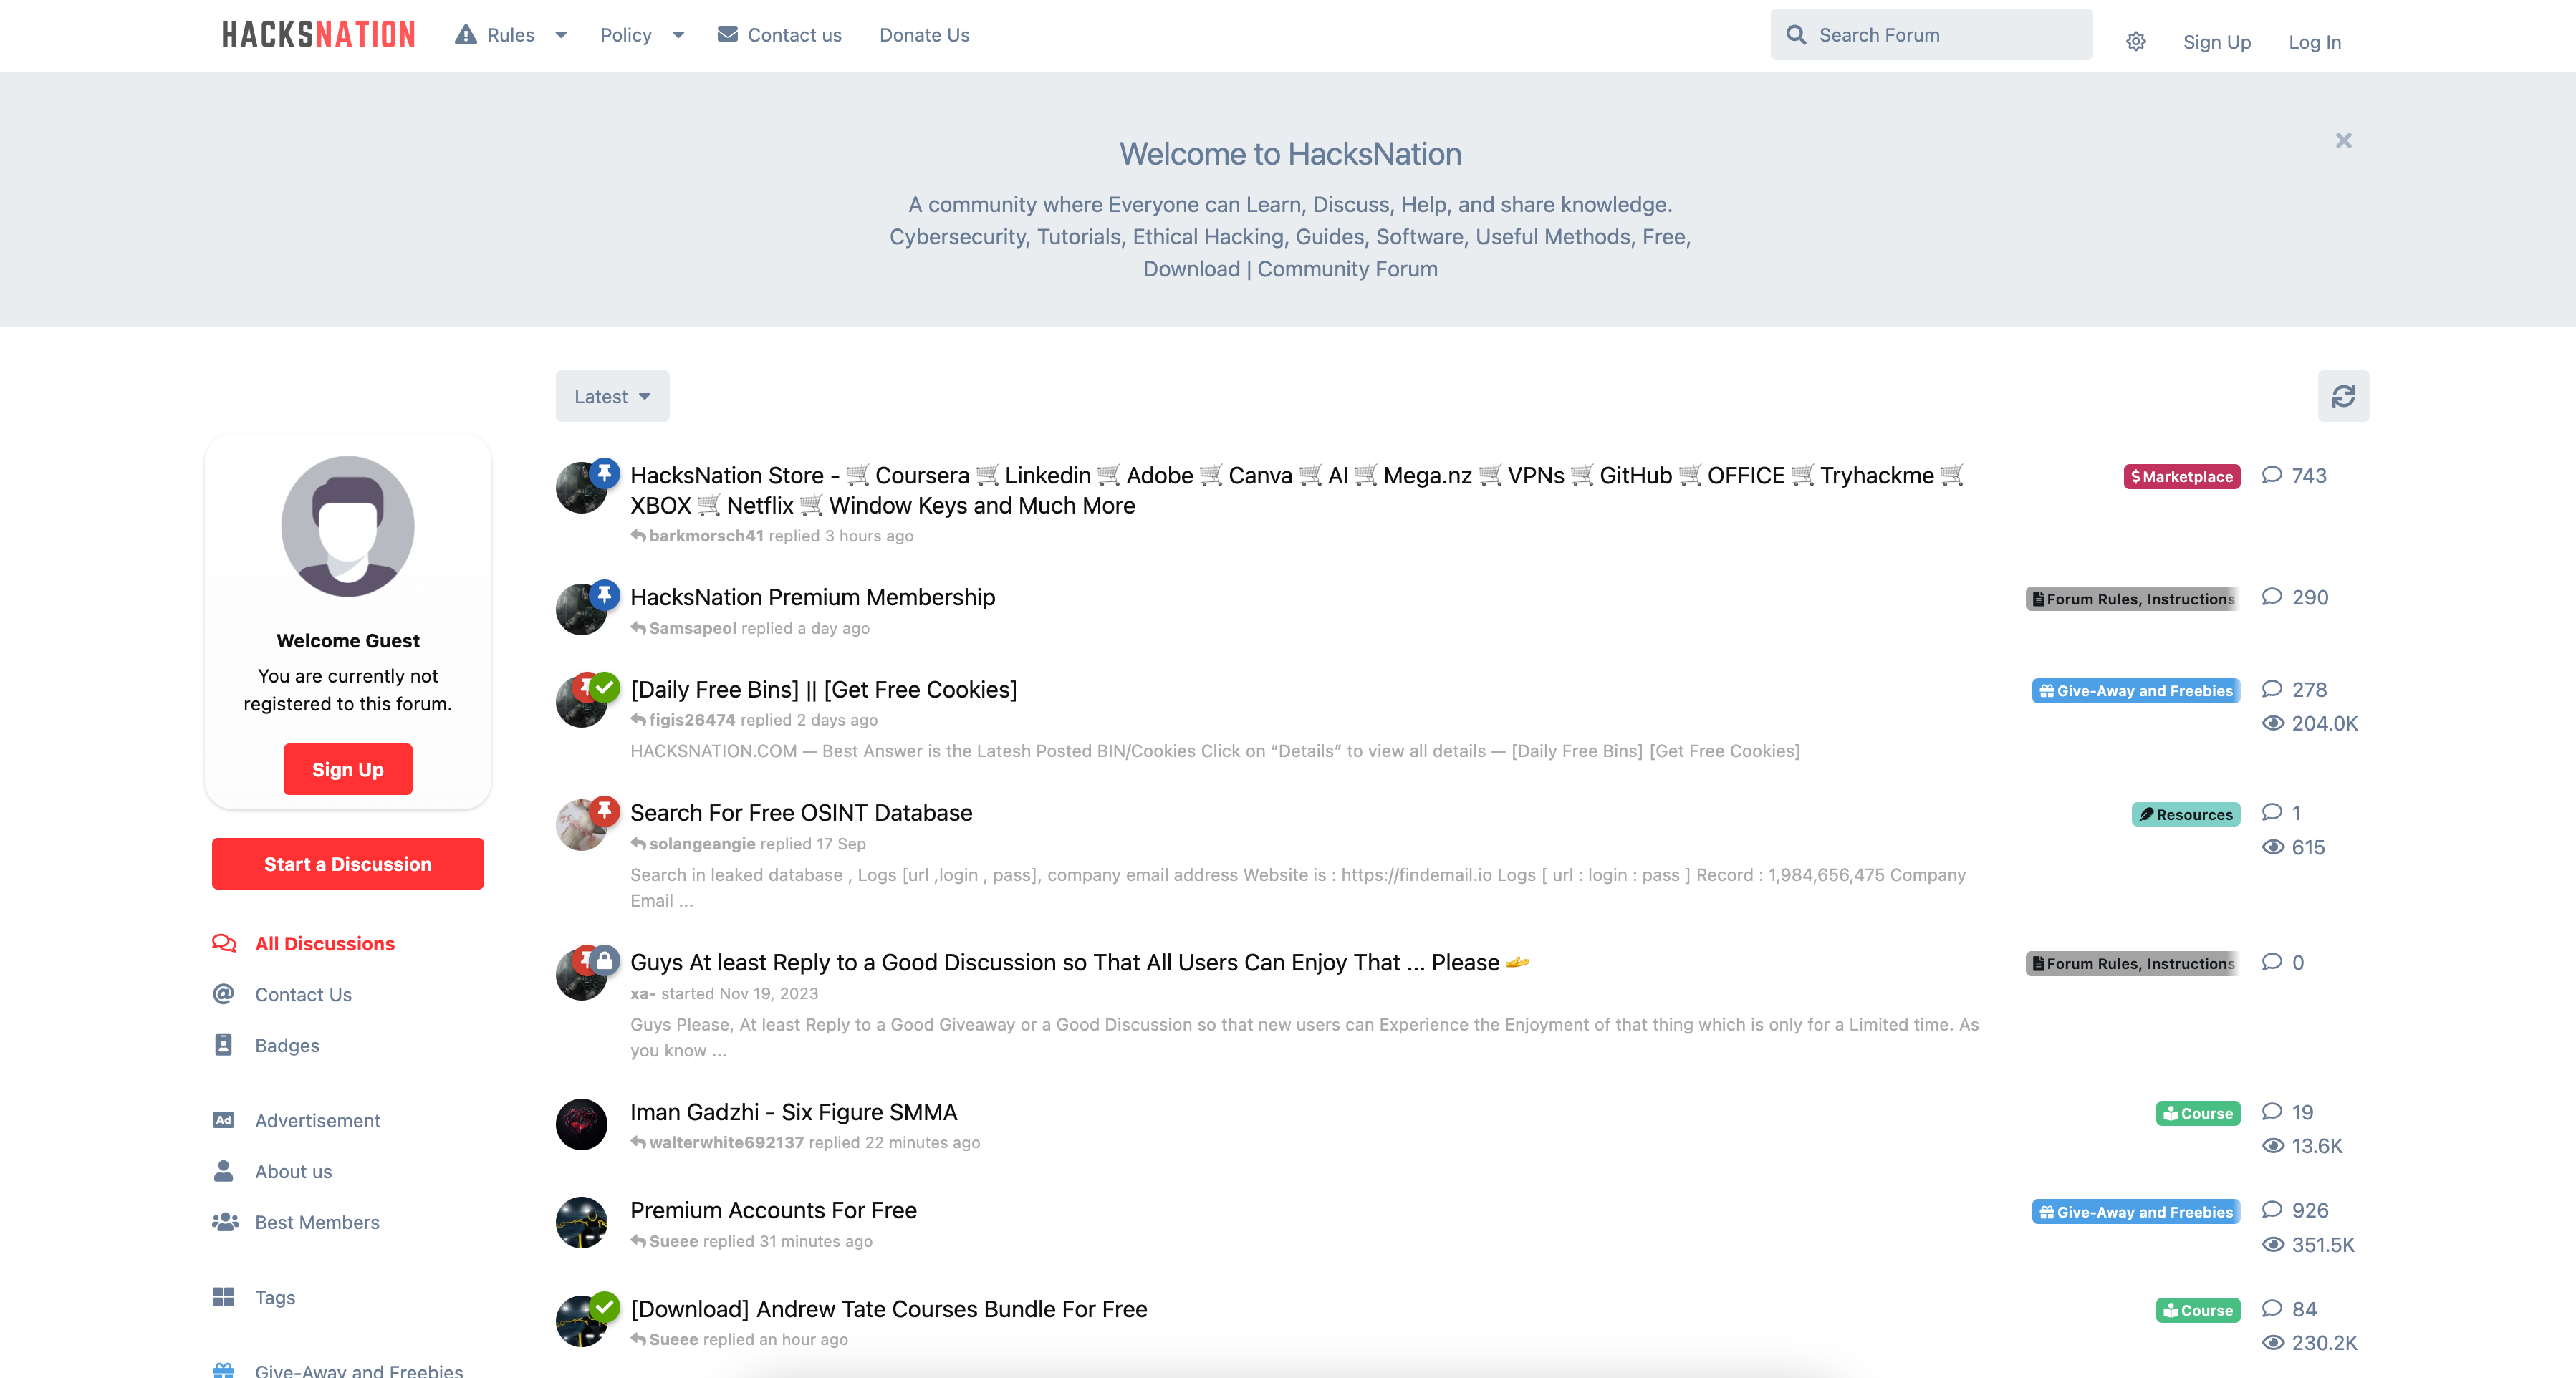 HACKSNATION Rules Policy Contact us Donate Us Search Forum Sign Up Log In
Welcome to HacksNation
A community where Everyone can Learn, Discuss, Help, and share knowledge.
Cybersecurity, Tutorials, Ethical Hacking, Guides, Software, Useful Methods, Free,
Download | Community Forum
Latest
Welcome Guest
You are currently not
registered to this forum.
Sign Up
Start a Discussion
All Discussions
Contact Us
Badges
Ad Advertisement
About us
Best Members
Tags
Give-Away and Freebies
HacksNation Store - 🛒 Coursera 🛒 Linkedin 🛒 Adobe 🛒 Canva 🛒 AI 🛒 Mega.nz 🛒 VPNs 🛒 GitHub 🛒 OFFICE 🛒 Tryhackme 🛒 $ Marketplace 743
XBOX 🛒 Netflix 🛒 Window Keys and Much More
barkmorsch41 replied 3 hours ago
HacksNation Premium Membership Forum Rules, Instructions 290
Samsapeol replied a day ago
[Daily Free Bins] || [Get Free Cookies] Give-Away and Freebies 278
figis26474 replied 2 days ago 204.0K
HACKSNATION.COM — Best Answer is the Latesh Posted BIN/Cookies Click on “Details” to view all details — [Daily Free Bins] [Get Free Cookies]
Search For Free OSINT Database Resources 1
solangeangie replied 17 Sep 615
Search in leaked database , Logs [url ,login , pass], company email address Website is : https://findemail.io Logs [ url : login : pass ] Record : 1,984,656,475 Company
Email ...
Guys At least Reply to a Good Discussion so That All Users Can Enjoy That ... Please 🫴 Forum Rules, Instructions 0
xa- started Nov 19, 2023
Guys Please, At least Reply to a Good Giveaway or a Good Discussion so that new users can Experience the Enjoyment of that thing which is only for a Limited time. As
you know ...
Iman Gadzhi - Six Figure SMMA Course 19
walterwhite692137 replied 22 minutes ago 13.6K
Premium Accounts For Free Give-Away and Freebies 926
Sueee replied 31 minutes ago 351.5K
[Download] Andrew Tate Courses Bundle For Free Course 84
Sueee replied an hour ago 230.2K